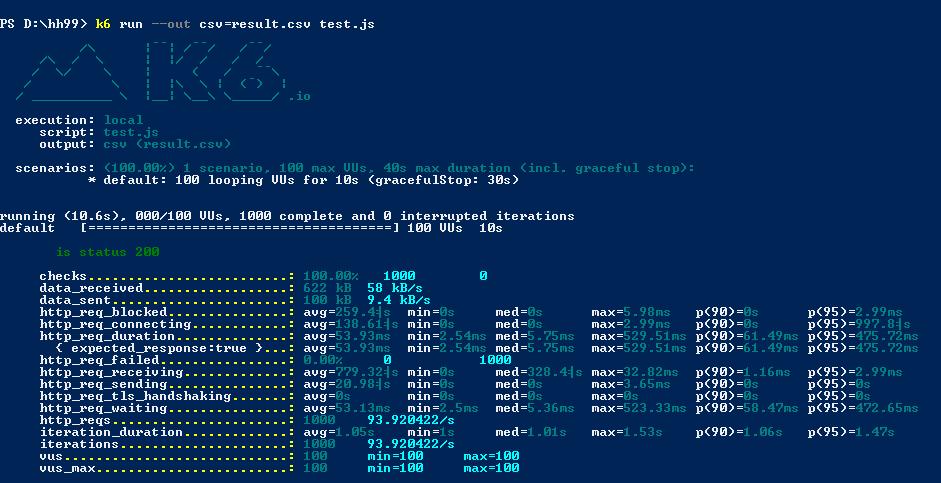 PS D:\hh99> k6 run --out csv=result.csv test.js
K6
.io
execution: local
script: test.js
output: csv (result.csv)
scenarios: (100.00%) 1 scenario, 100 max VUs, 40s max duration (incl. graceful stop):
* default: 100 looping VUs for 10s (gracefulStop: 30s)
running (10.6s), 000/100 VUs, 1000 complete and 0 interrupted iterations
default   [======================================] 100 VUs  10s
is status 200
checks.........................: 100.00%   1000        0
data_received..................: 622 kB  58 kB/s
data_sent......................: 100 kB  9.4 kB/s
http_req_blocked...............: avg=259.4┤s  min=0s     med=0s      max=5.98ms   p(90)=0s      p(95)=2.99ms
http_req_connecting............: avg=138.61┤s min=0s     med=0s      max=2.99ms   p(90)=0s      p(95)=997.8┤s
http_req_duration..............: avg=53.93ms  min=2.54ms med=5.75ms  max=529.51ms p(90)=61.49ms p(95)=475.72ms
{ expected_response:true }...: avg=53.93ms  min=2.54ms med=5.75ms  max=529.51ms p(90)=61.49ms p(95)=475.72ms
http_req_failed................: 0.00%   0           1000
http_req_receiving.............: avg=779.32┤s min=0s     med=328.4┤s max=32.82ms  p(90)=1.16ms  p(95)=2.99ms
http_req_sending...............: avg=20.98┤s  min=0s     med=0s      max=3.65ms   p(90)=0s      p(95)=0s
http_req_tls_handshaking.......: avg=0s       min=0s     med=0s      max=0s       p(90)=0s      p(95)=0s
http_req_waiting...............: avg=53.13ms  min=2.5ms  med=5.36ms  max=523.33ms p(90)=58.47ms p(95)=472.65ms
http_reqs......................: 1000    93.920422/s
iteration_duration.............: avg=1.05s    min=1s     med=1.01s   max=1.53s    p(90)=1.06s   p(95)=1.47s
iterations.....................: 1000    93.920422/s
vus............................: 100     min=100     max=100
vus_max........................: 100     min=100     max=100